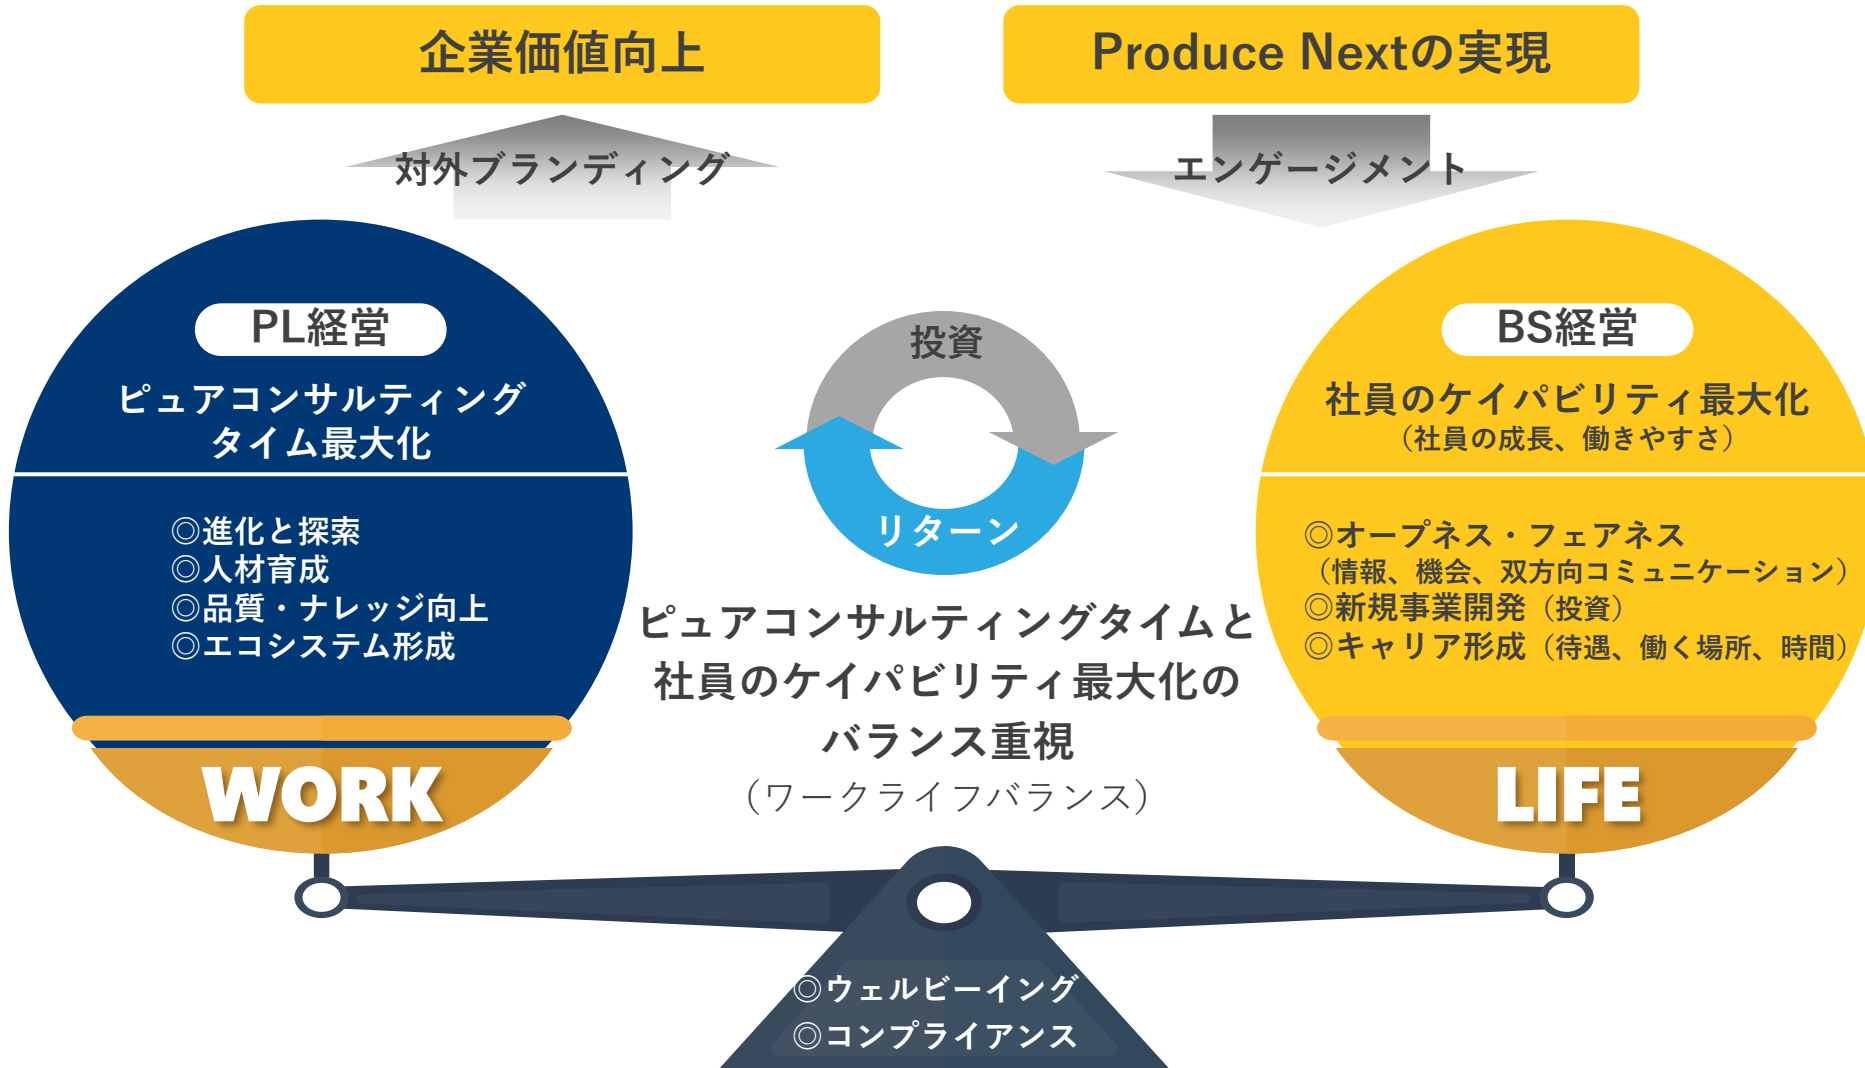 企業価値向上
Produce Nextの実現
対外ブランディング
エンゲージメント
PL経営
ピュアコンサルティング
タイム最大化
◎進化と探索
◎人材育成
◎品質・ナレッジ向上
◎エコシステム形成
WORK
投資
リターン
ピュアコンサルティングタイムと
社員のケイパビリティ最大化の
バランス重視
（ワークライフバランス）
BS経営
社員のケイパビリティ最大化
（社員の成長、働きやすさ）
◎オープネス・フェアネス
（情報、機会、双方向コミュニケーション）
◎新規事業開発（投資）
◎キャリア形成（待遇、働く場所、時間）
LIFE
◎ウェルビーイング
◎コンプライアンス